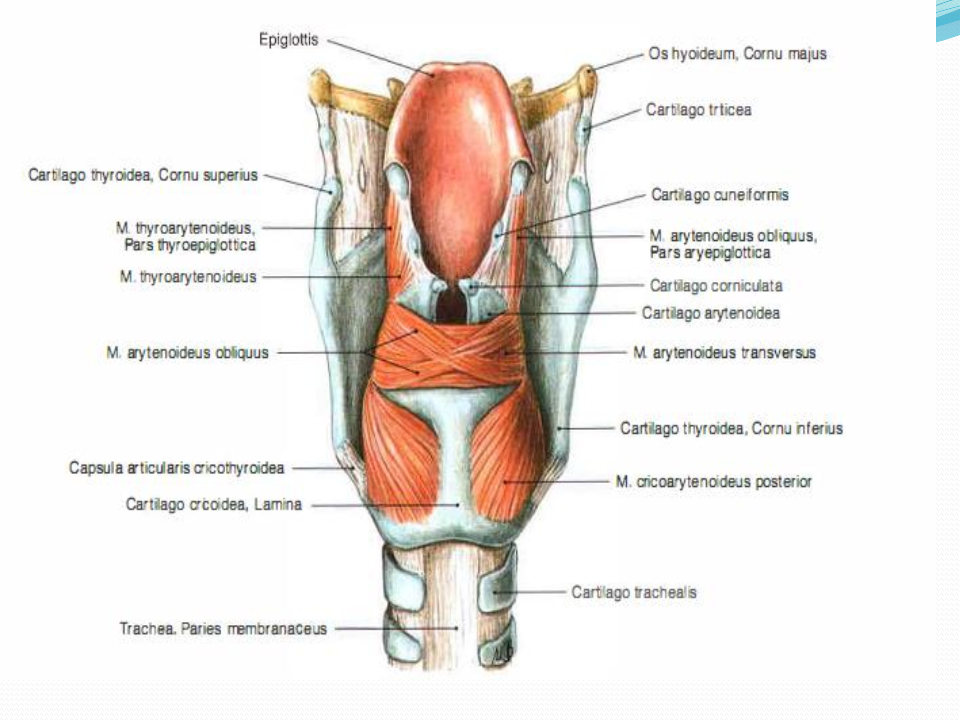 Epiglottis
Os hyoideum, Cornu majus
Cartilago trticea
Cartilago thyroidea, Cornu superius
Cartilago cuneiformis
M. thyroarytenoideus,
Pars thyroepiglottica
M. arytenoideus obliquus,
Pars aryepiglottica
M. thyroarytenoideus
Cartilago corniculata
Cartilago arytenoidea
M. arytenoideus obliquus
M. arytenoideus transversus
Cartilago thyroidea, Cornu inferius
Capsula articularis cricothyroidea
M. cricoarytenoideus posterior
Cartilago cricoidea, Lamina
Cartilago trachealis
Trachea. Paries membranaceus